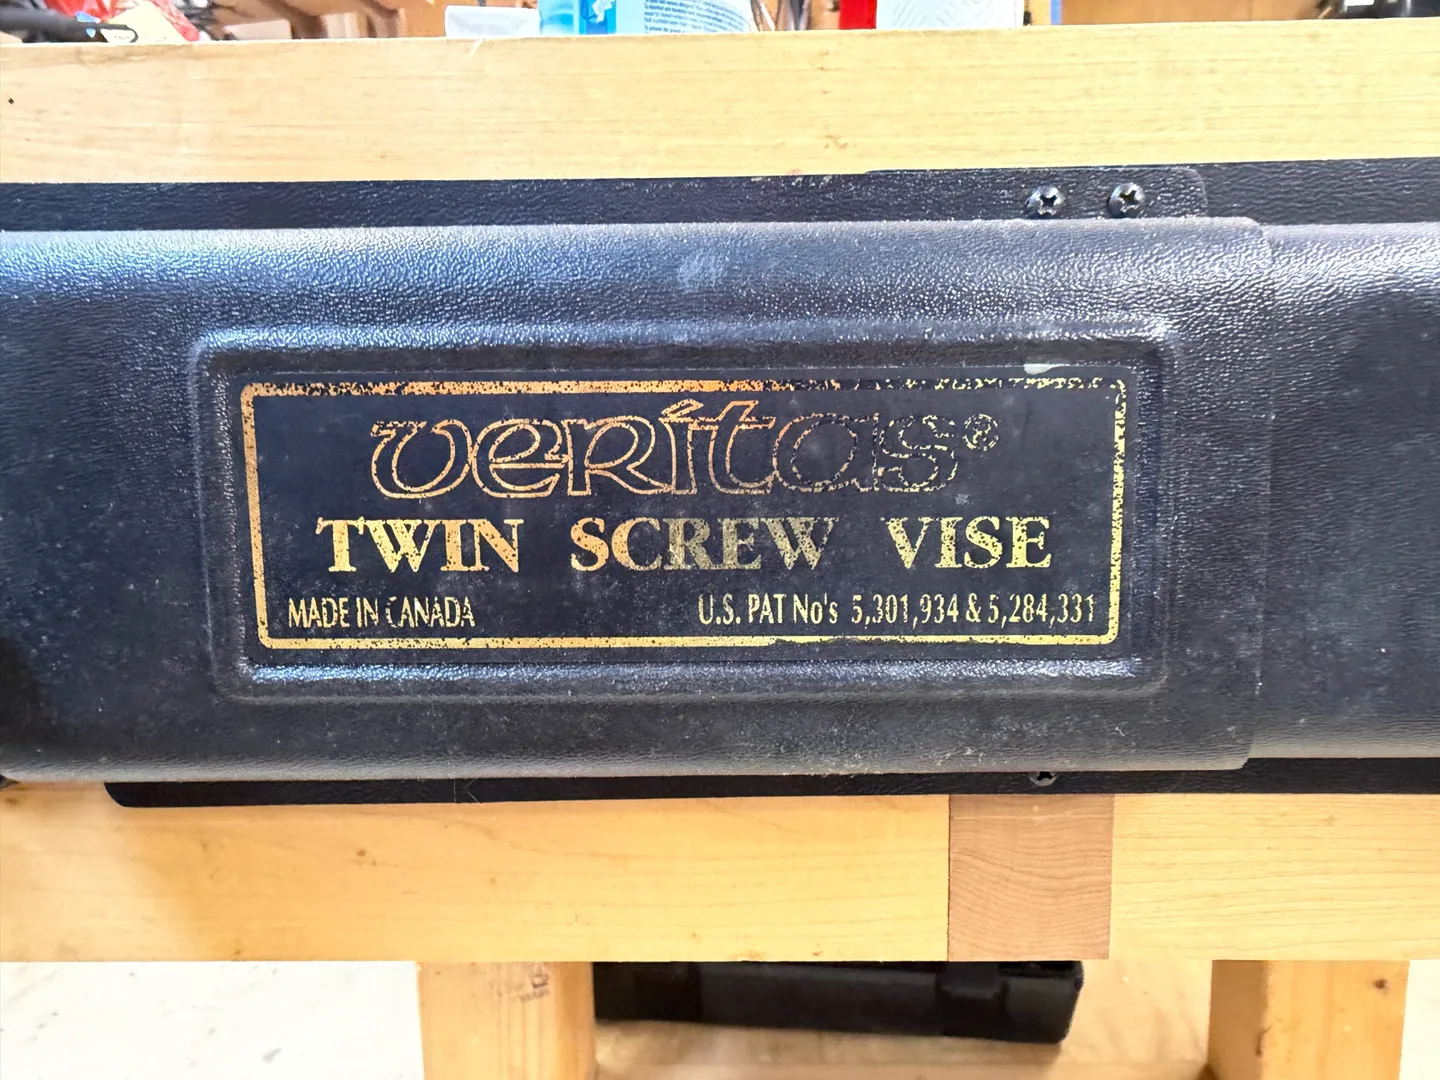 veritas®
TWIN SCREW VISE
MADE IN CANADA
U.S. PAT No's 5,301,934 & 5,284,331